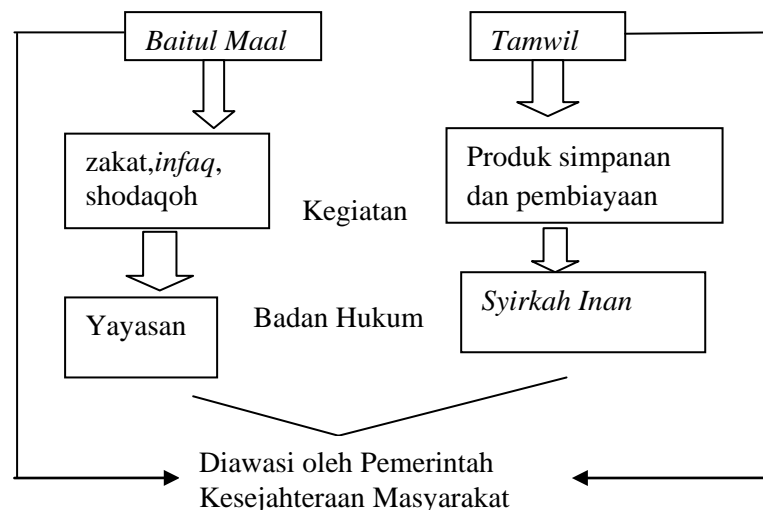 Baitul Maal
Tamwil
zakat,infaq,
shodaqoh
Kegiatan
Produk simpanan
dan pembiayaan
Yayasan
Badan Hukum
Syirkah Inan
Diawasi oleh Pemerintah
Kesejahteraan Masyarakat